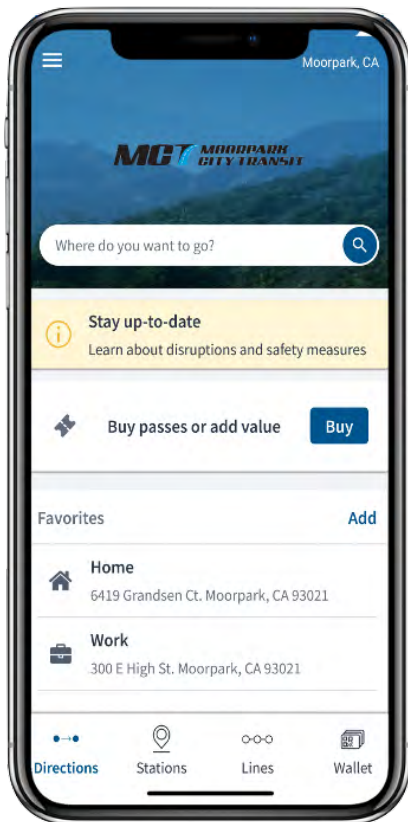 Moorpark, CA
MCT MOORPARK
CITY TRANSIT
Where do you want to go?
Stay up-to-date
Learn about disruptions and safety measures
Buy passes or add value
Buy
Favorites
Add
Home
6419 Grandsen Ct. Moorpark, CA 93021
Work
300 E High St. Moorpark, CA 93021
Directions
Stations
Lines
Wallet